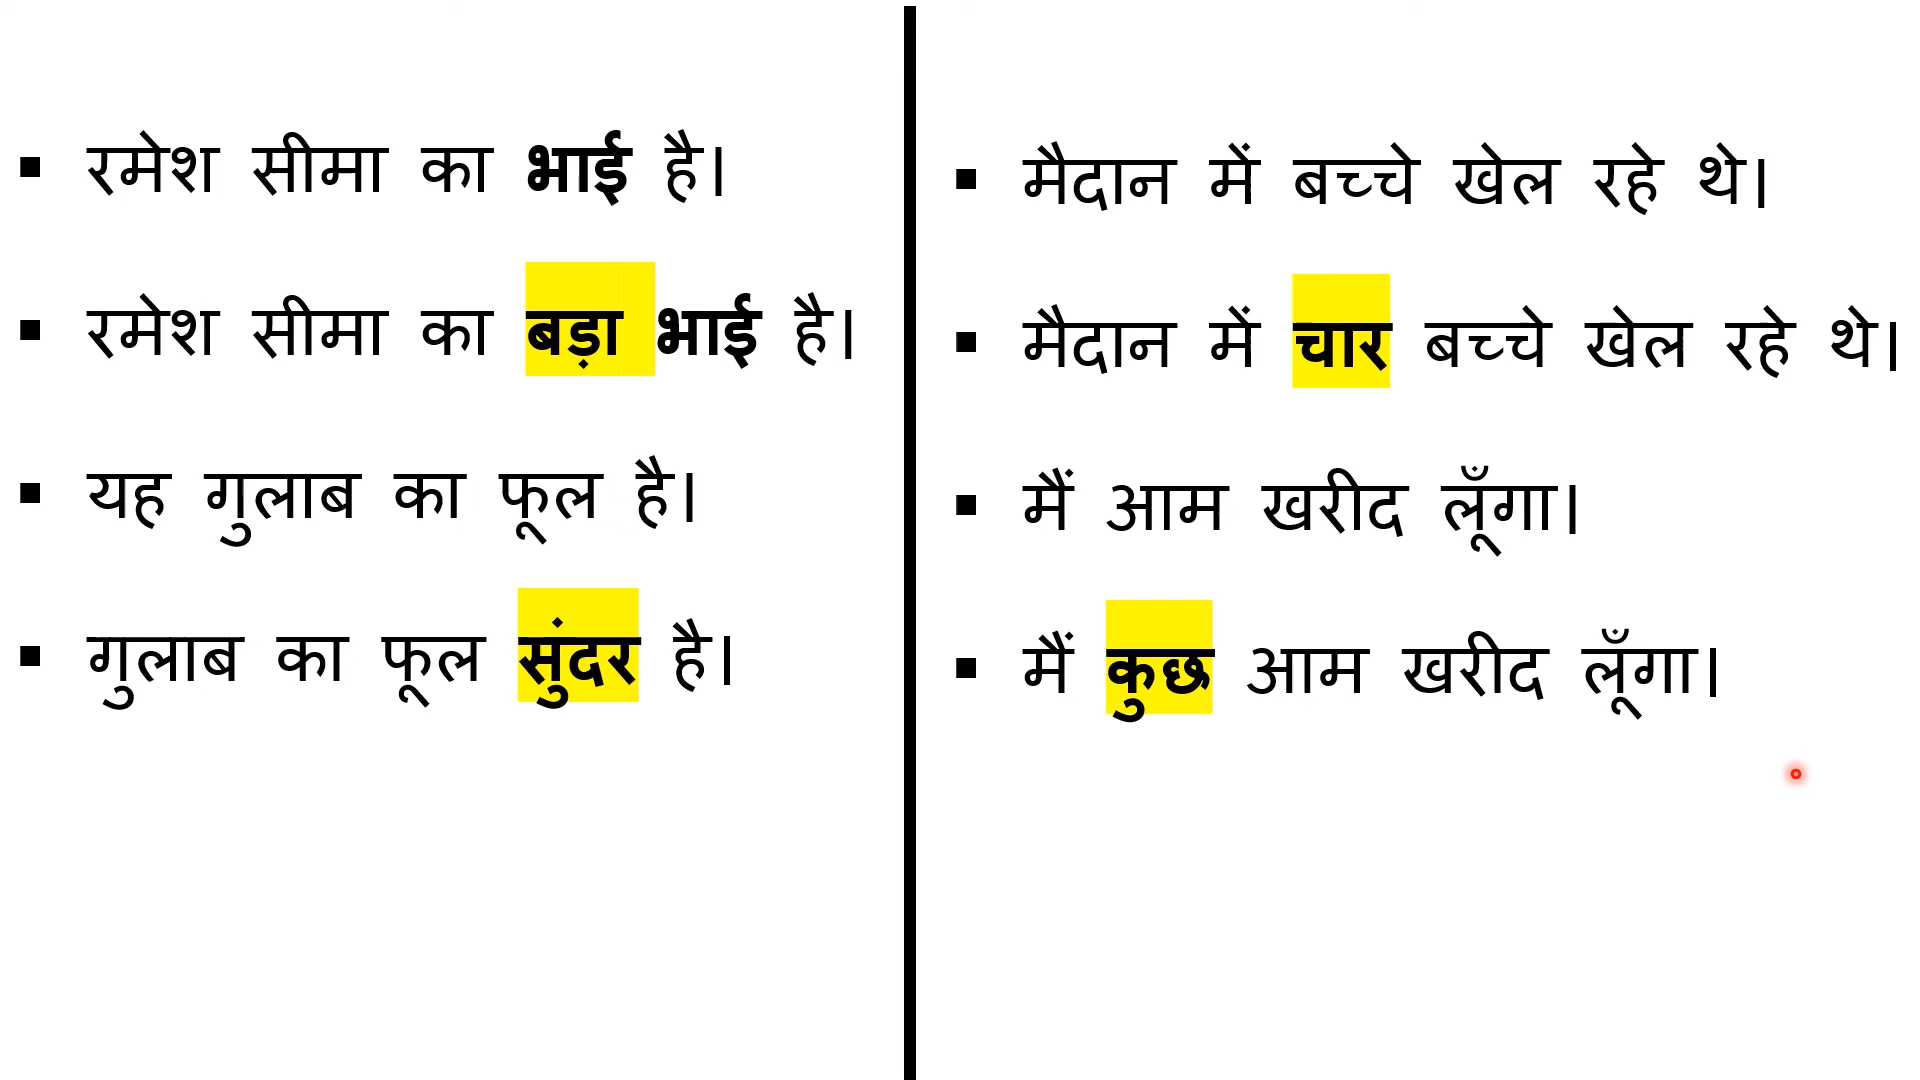 ▪ रमेश सीमा का भाई है।
▪ रमेश सीमा का बड़ा भाई है।
▪ यह गुलाब का फूल है।
▪ गुलाब का फूल सुंदर है।
▪ मैदान में बच्चे खेल रहे थे।
▪ मैदान में चार बच्चे खेल रहे थे।
▪ मैं आम खरीद लूँगा।
▪ मैं कुछ आम खरीद लूँगा।